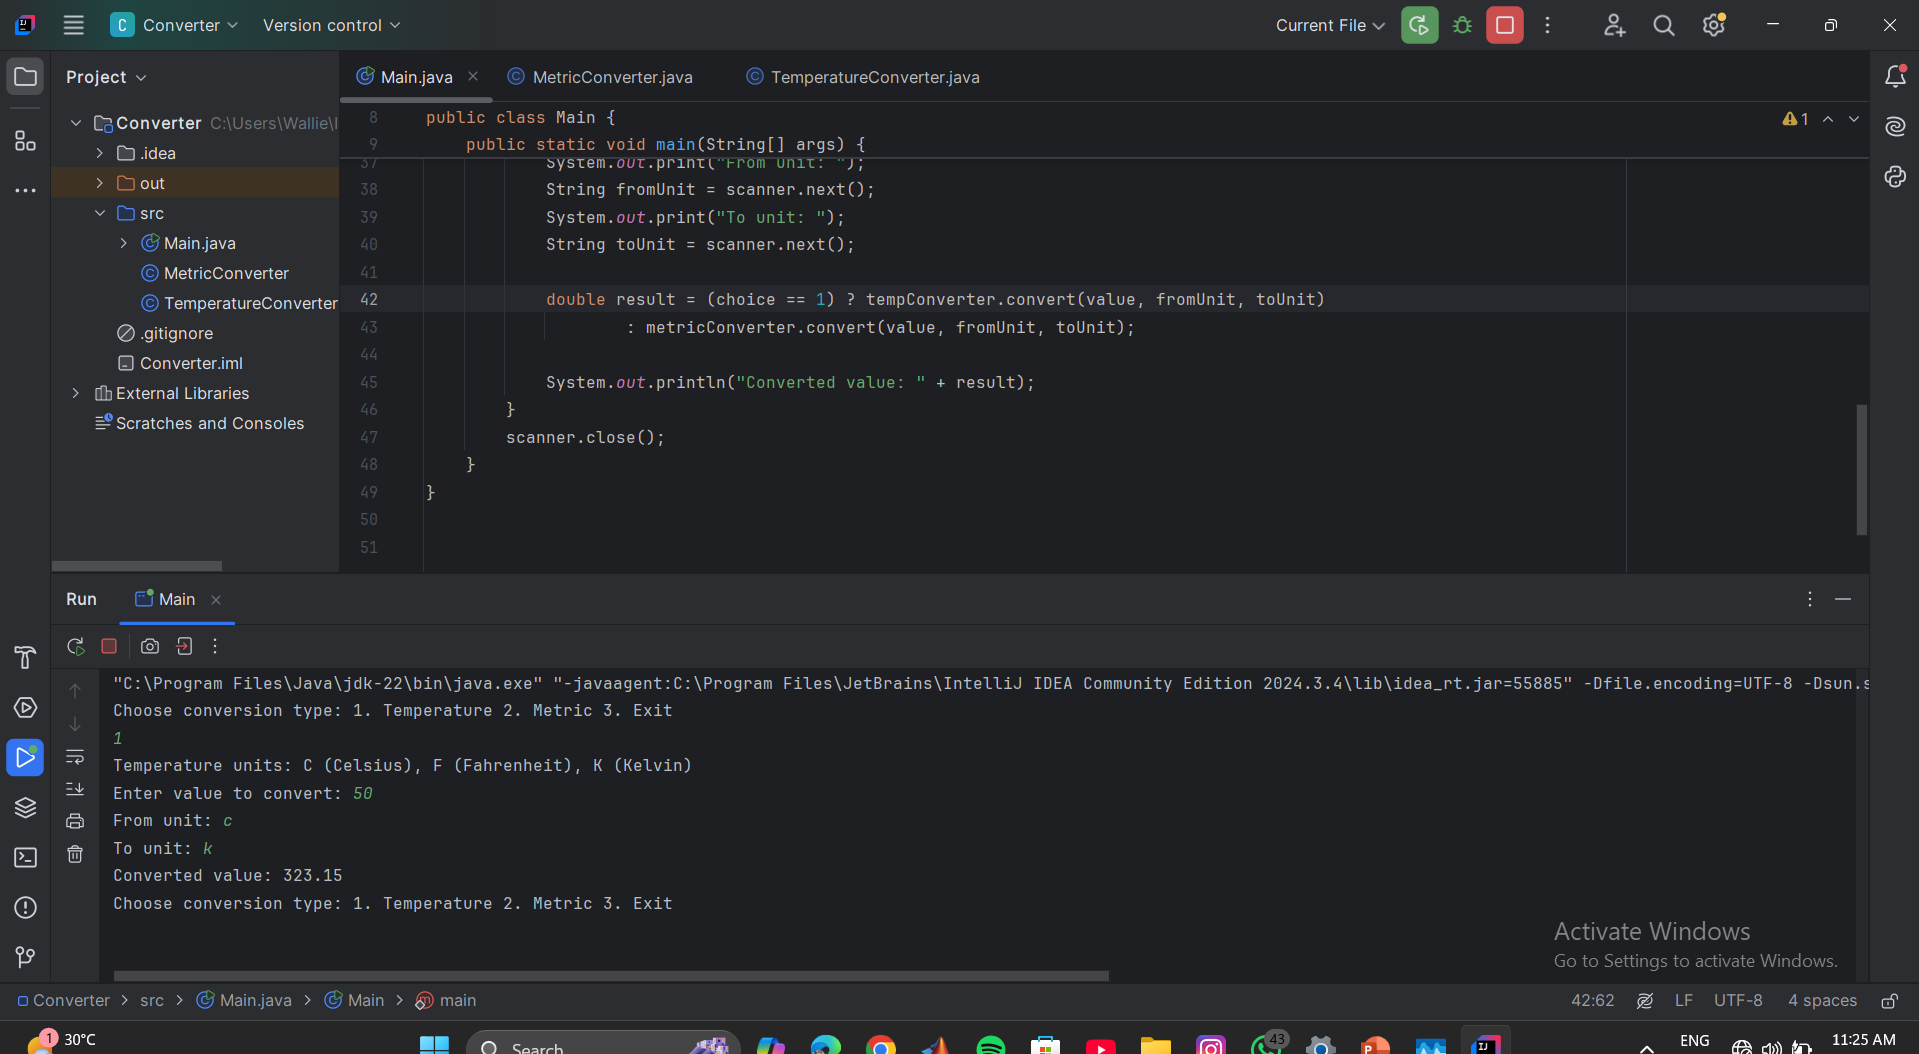 C Converter Version control Current File
Project
Main.java MetricConverter.java TemperatureConverter.java
Converter C:\Users\Wallie\I
.idea
out
src
Main.java
MetricConverter
TemperatureConverter
.gitignore
Converter.iml
External Libraries
Scratches and Consoles
8 public class Main {
9 public static void main(String[] args) {
1
37 System.out.print("From unit: ");
38 String fromUnit = scanner.next();
39 System.out.print("To unit: ");
40 String toUnit = scanner.next();
41
42 double result = (choice == 1) ? tempConverter.convert(value, fromUnit, toUnit)
43 : metricConverter.convert(value, fromUnit, toUnit);
44
45 System.out.println("Converted value: " + result);
46 }
47 scanner.close();
48 }
49 }
50
51
Run Main
"C:\Program Files\Java\jdk-22\bin\java.exe" "-javaagent:C:\Program Files\JetBrains\IntelliJ IDEA Community Edition 2024.3.4\lib\idea_rt.jar=55885" -Dfile.encoding=UTF-8 -Dsun.s
Choose conversion type: 1. Temperature 2. Metric 3. Exit
1
Temperature units: C (Celsius), F (Fahrenheit), K (Kelvin)
Enter value to convert: 50
From unit: c
To unit: k
Converted value: 323.15
Choose conversion type: 1. Temperature 2. Metric 3. Exit
Activate Windows
Go to Settings to activate Windows.
Converter > src > Main.java > Main > main
42:62 LF UTF-8 4 spaces
1 30°C
Search
43
ENG
11:25 AM